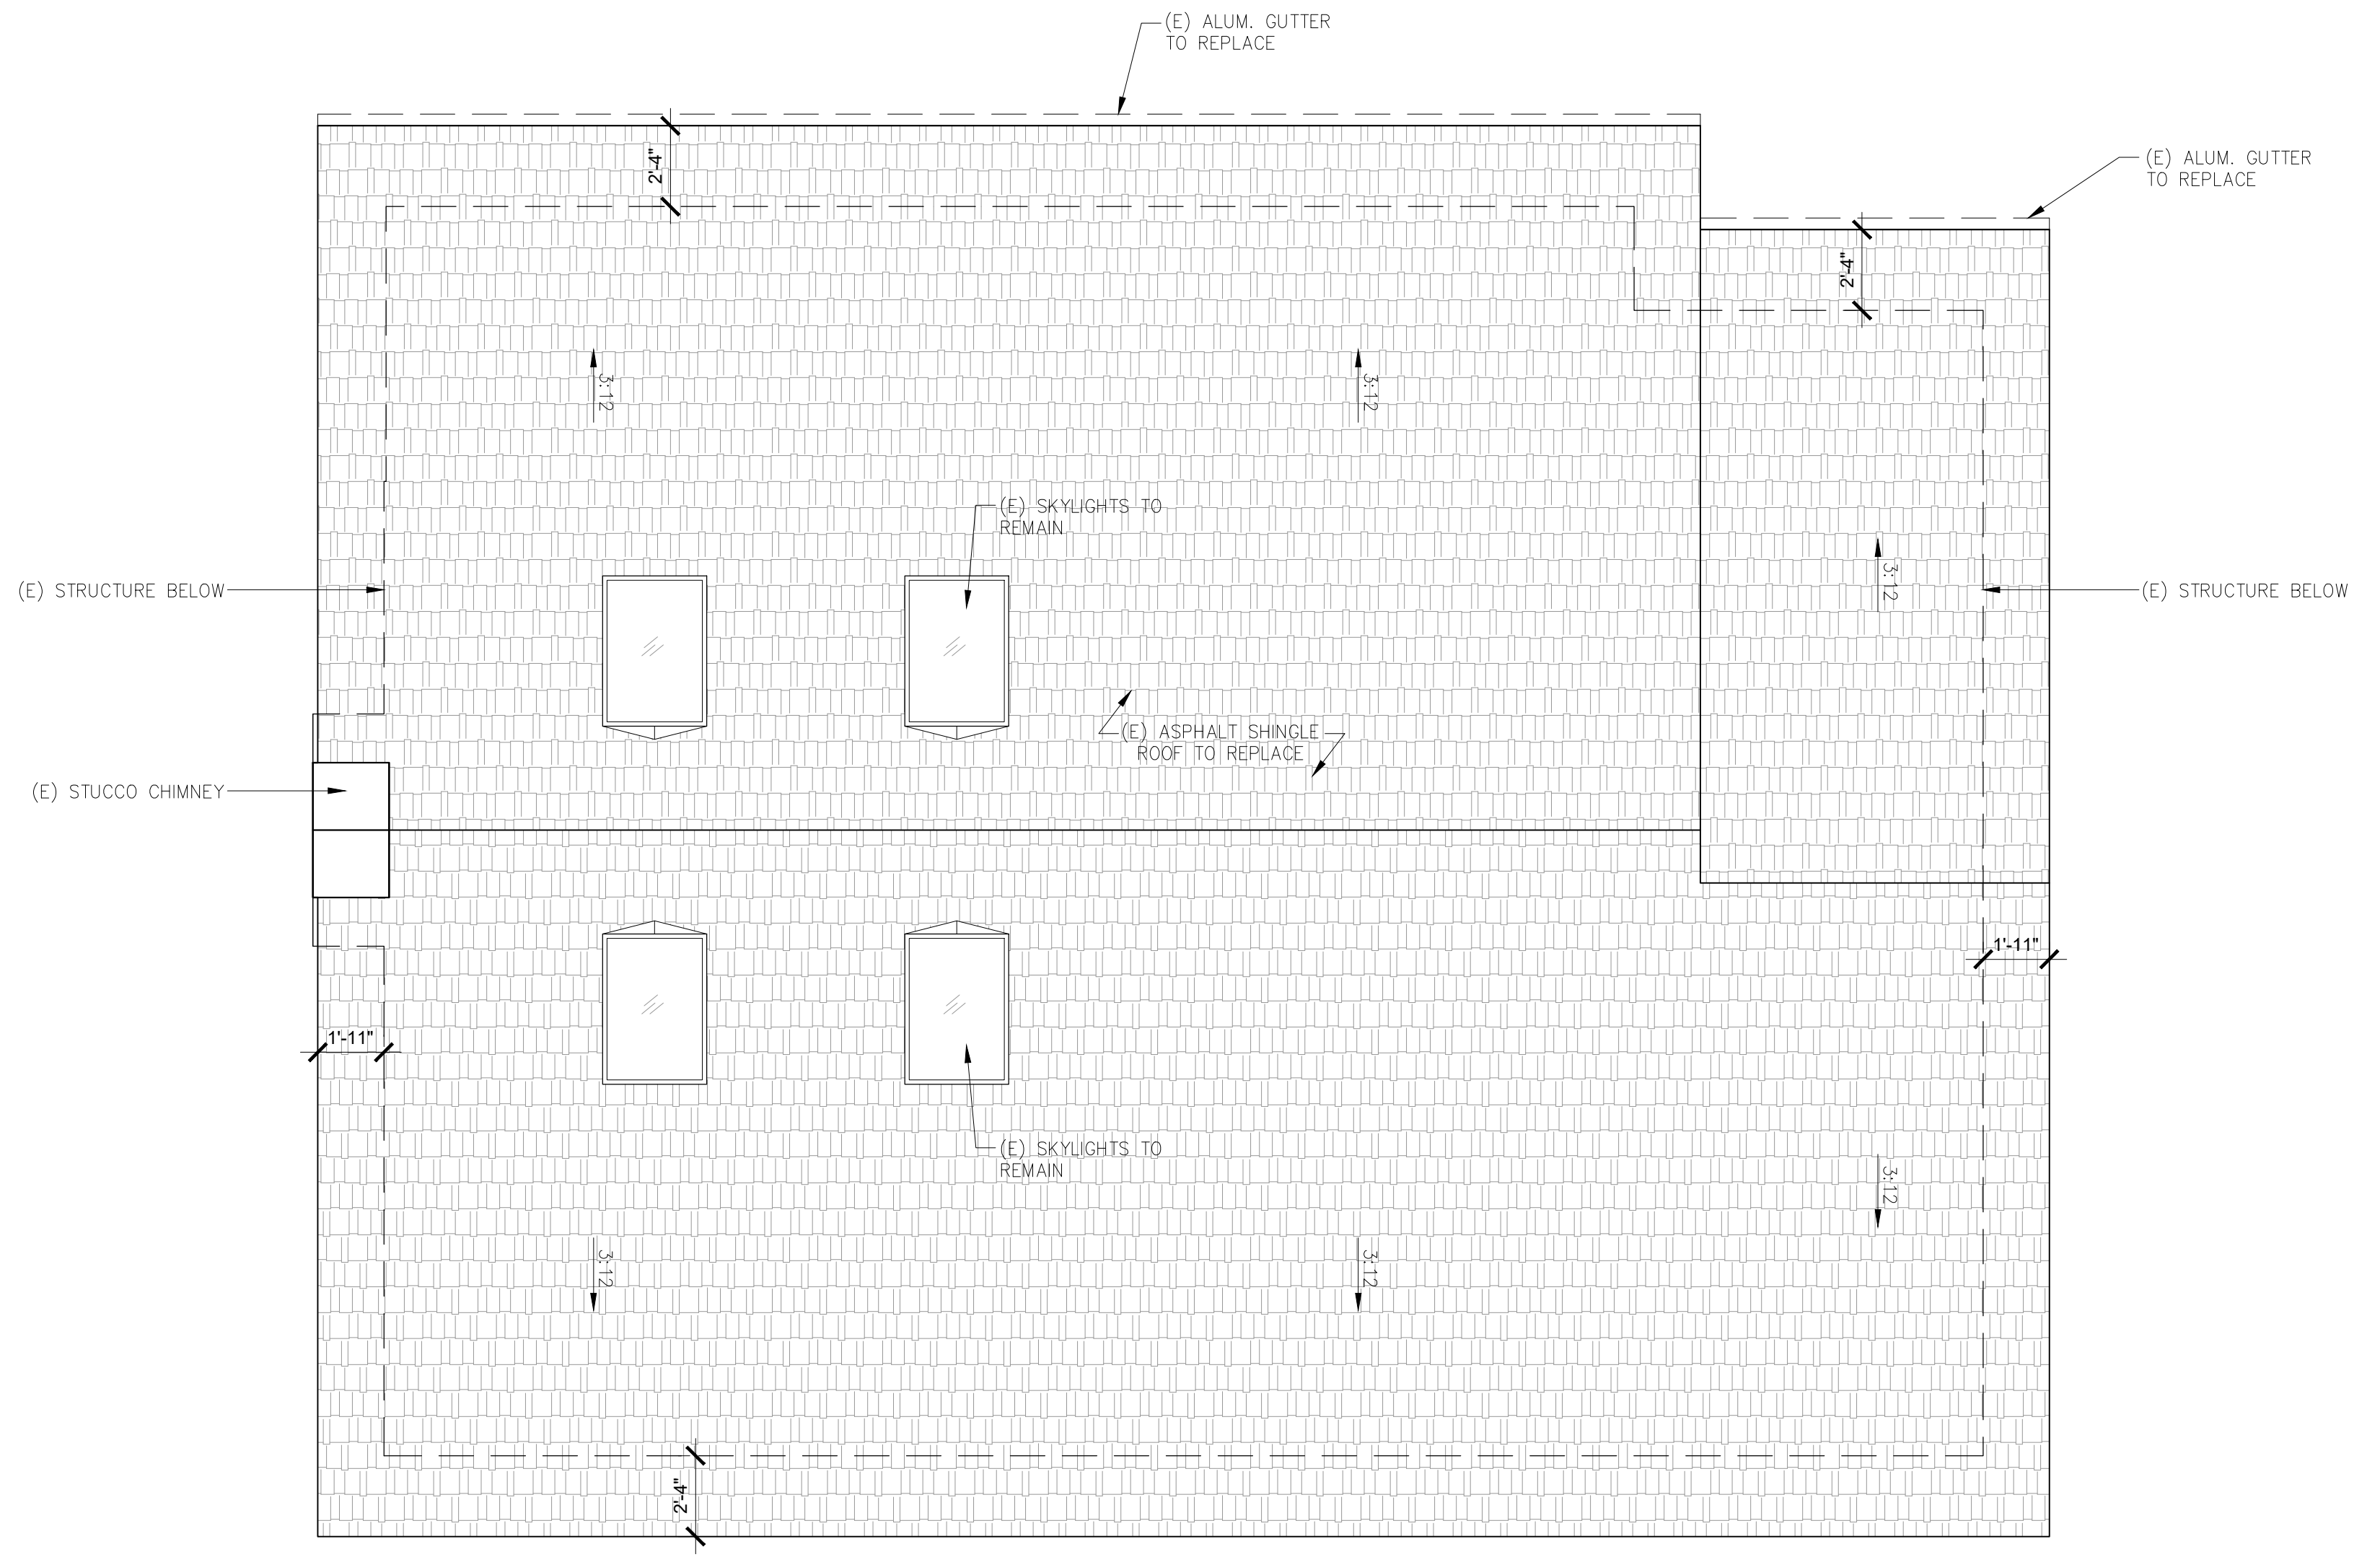 (E) ALUM. GUTTER
TO REPLACE
(E) ALUM. GUTTER
TO REPLACE
2'-4"
2'-4"
3:12
3:12
(E) SKYLIGHTS TO
REMAIN
3:12
(E) STRUCTURE BELOW
(E) STRUCTURE BELOW
(E) ASPHALT SHINGLE
ROOF TO REPLACE
(E) STUCCO CHIMNEY
1'-11"
1'-11"
(E) SKYLIGHTS TO
REMAIN
3:12
3:12
3:12
2'-4"